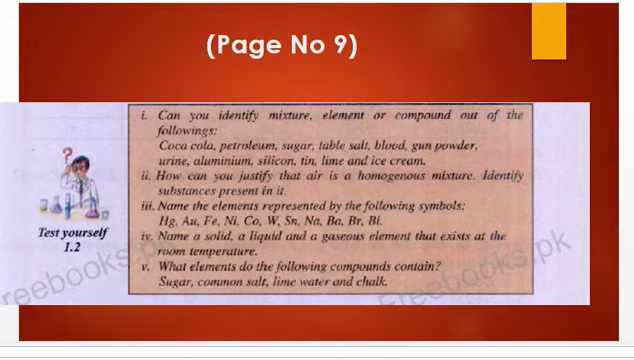 (Page No 9)
i. Can you identify mixture, element or compound out of the
followings:
Coca cola, petroleum, sugar, table salt, blood, gun powder,
urine, aluminium, silicon, tin, lime and ice cream.
ii. How can you justify that air is a homogenous mixture. Identify
substances present in it.
iii. Name the elements represented by the following symbols;
Hg, Au, Fe, Ni, Co, W, Sn, Na, Ba, Br, Bi.
iv. Name a solid, a liquid and a gaseous element that exists at the
room temperature.
v. What elements do the following compounds contain?
Sugar, common salt, lime water and chalk.
Test yourself
1.2
reebooks.pk
Freebooks.pk